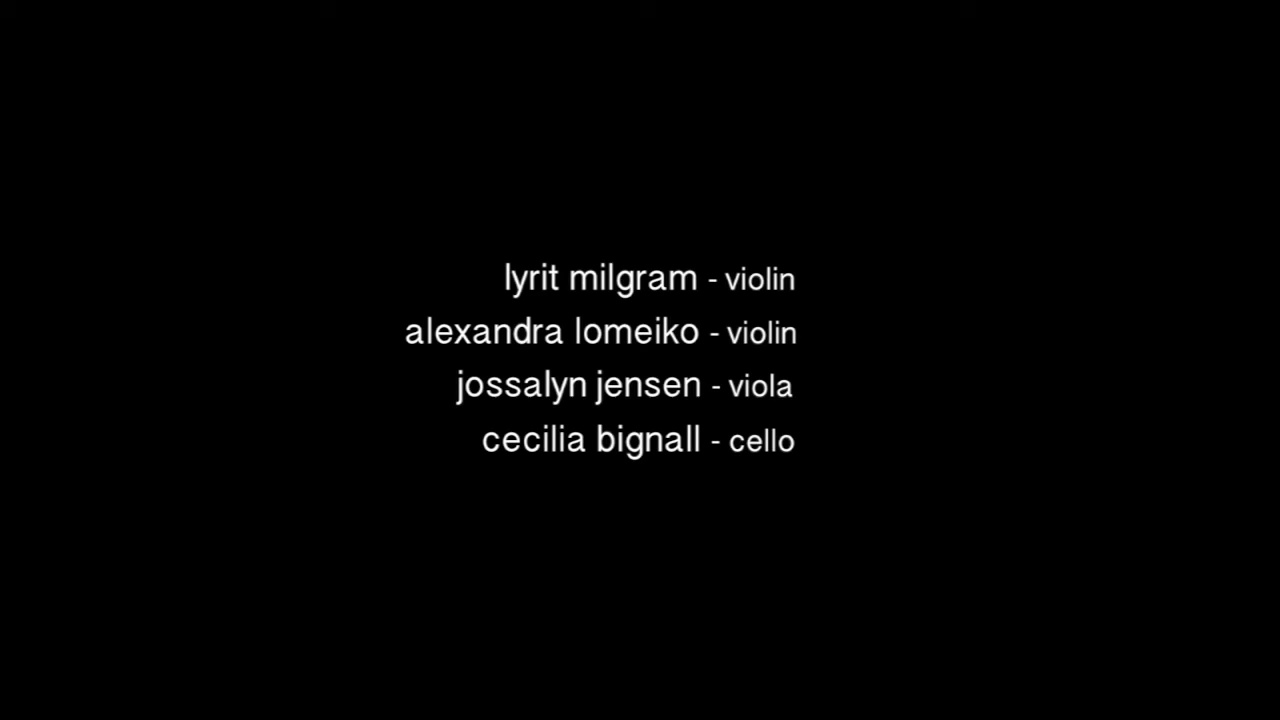 lyrit milgram - violin
alexandra lomeiko - violin
jossalyn jensen - viola
cecilia bignall - cello